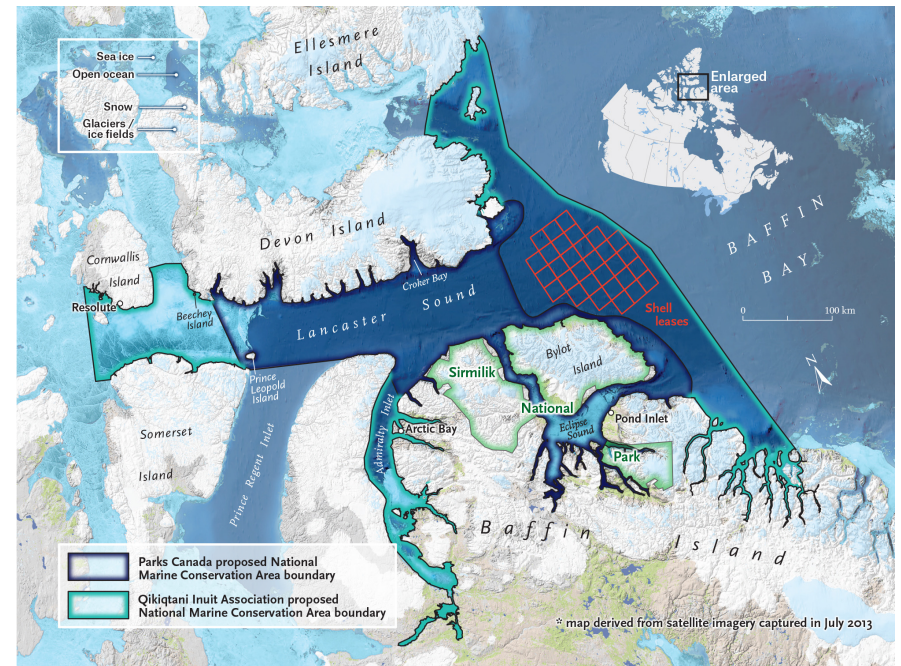 Ellesmere
Island
Sea ice
Open ocean
Snow
Glaciers /
ice fields
Enlarged
area
BAFFIN
BAY
Devon Island
Cornwallis
Island
Resolute
Beechey
Island
Croker Bay
Lancaster Sound
Shell
leases
100 km
N
Prince
Leopold
Island
Sirmilik
National
Park
Bylot
Island
Pond Inlet
Eclipse
Sound
Arctic Bay
Admiralty Inlet
Somerset
Island
Prince Regent Inlet
Baffin Island
Parks Canada proposed National
Marine Conservation Area boundary
Qikiqtani Inuit Association proposed
National Marine Conservation Area boundary
* map derived from satellite imagery captured in July 2013